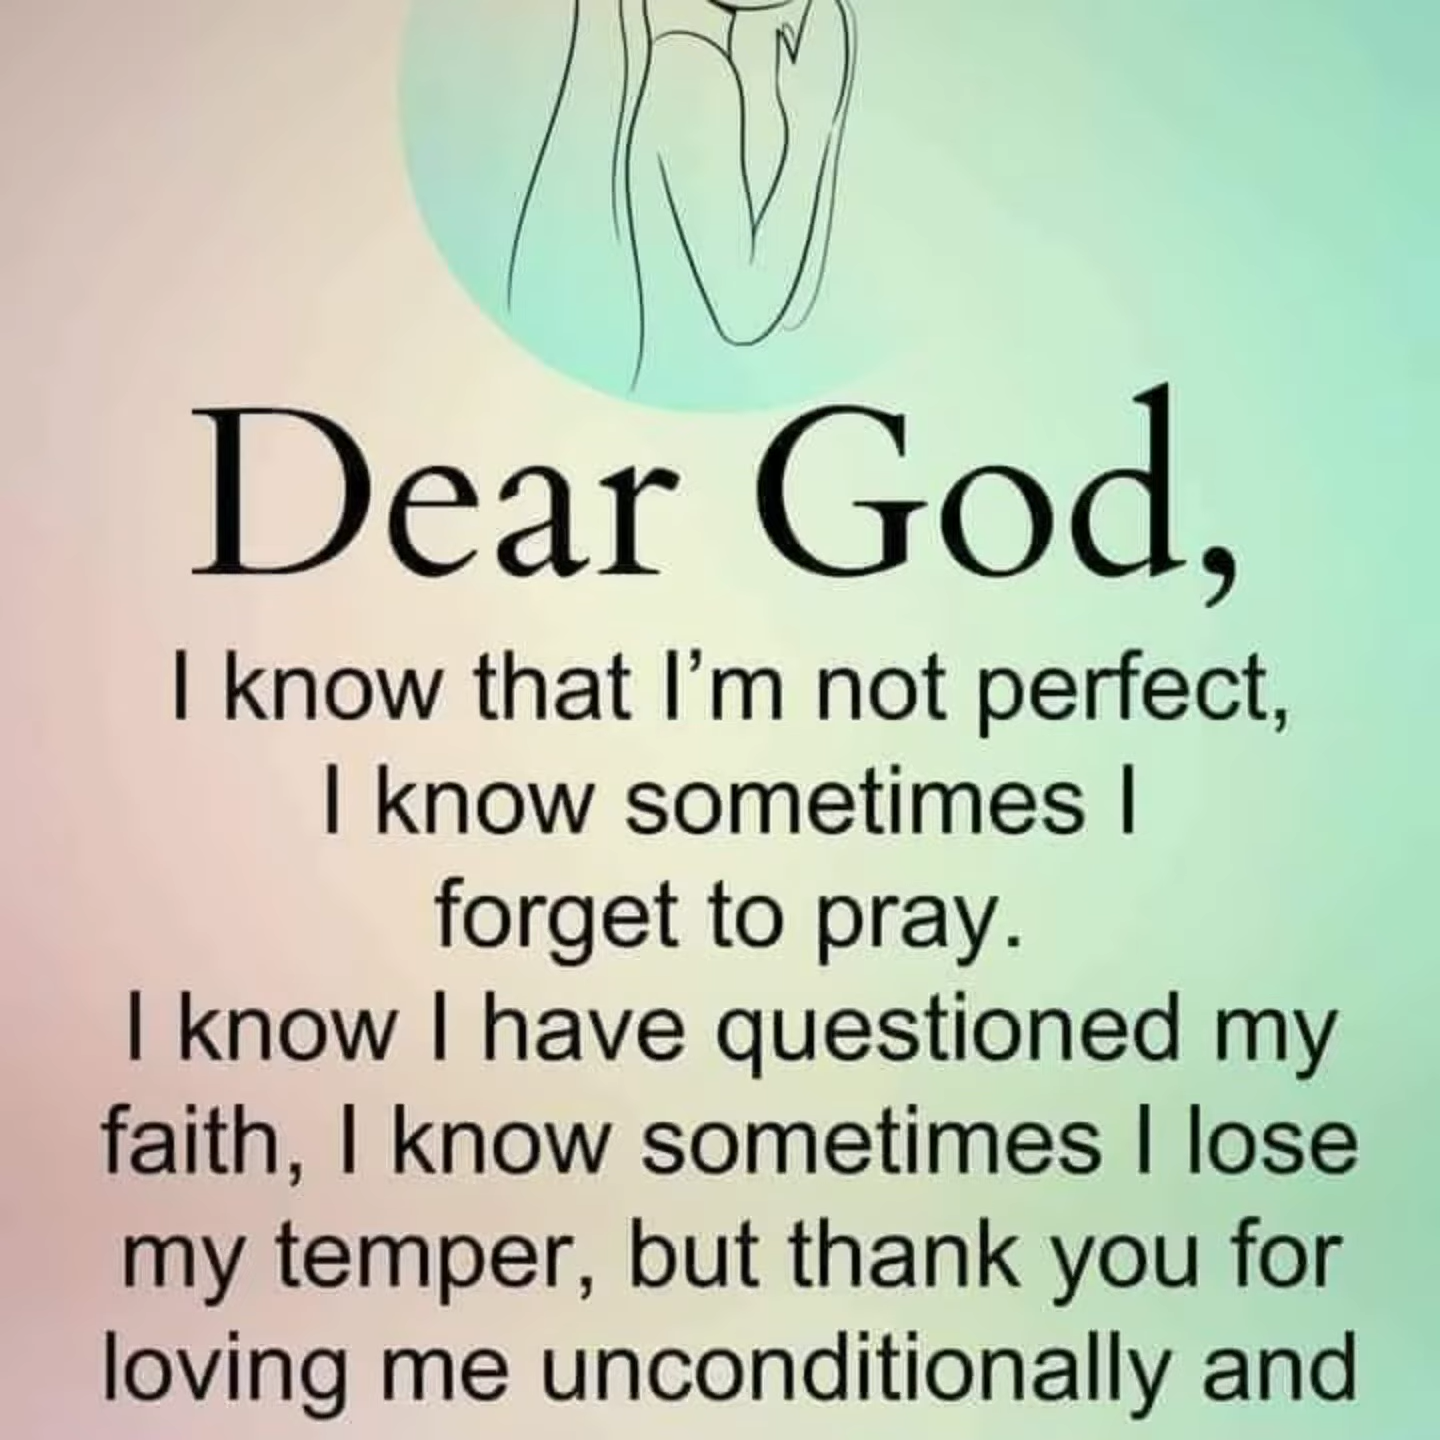 Dear God,
I know that I’m not perfect,
I know sometimes I
forget to pray.
I know I have questioned my
faith, I know sometimes I lose
my temper, but thank you for
loving me unconditionally and